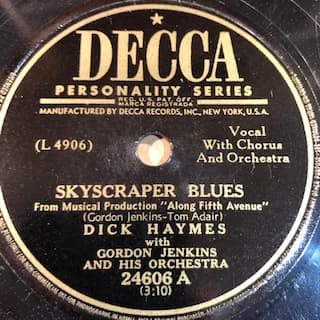 DECCA
PERSONALITY SERIES
REG. U.S. PAT. OFF.
MARCA REGISTRADA
MANUFACTURED BY DECCA RECORDS, INC., NEW YORK, U.S.A.
(L 4906)
Vocal
With Chorus
And Orchestra
SKYSCRAPER BLUES
From Musical Production "Along Fifth Avenue"
(Gordon Jenkins-Tom Adair)
DICK HAYMES
with
GORDON JENKINS
AND HIS ORCHESTRA
24606 A
(3:10)